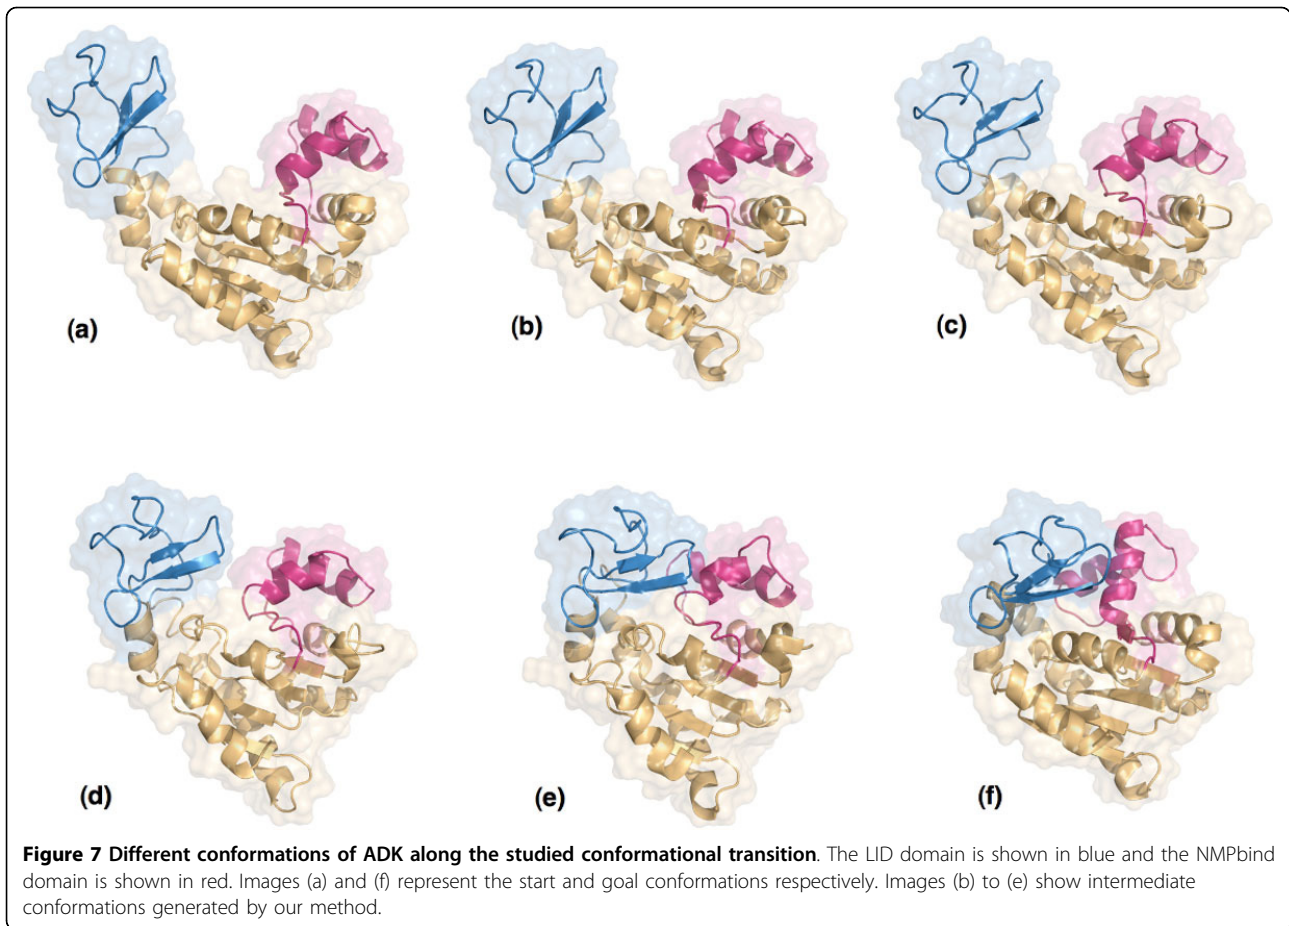 (a)
(b)
(c)
(d)
(e)
(f)
Figure 7 Different conformations of ADK along the studied conformational transition. The LID domain is shown in blue and the NMPbind
domain is shown in red. Images (a) and (f) represent the start and goal conformations respectively. Images (b) to (e) show intermediate
conformations generated by our method.